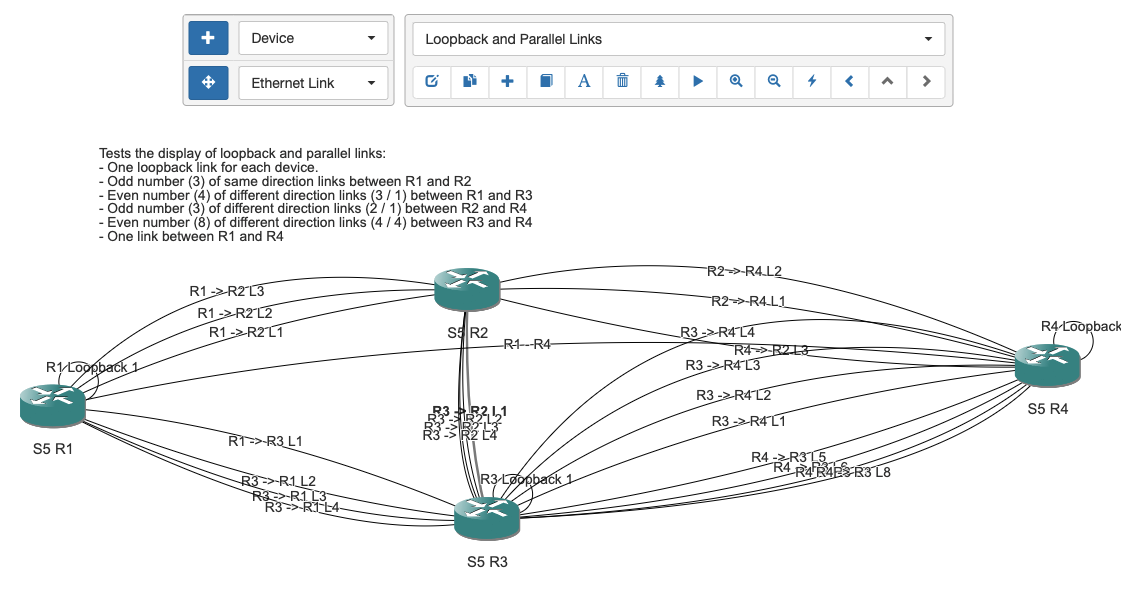 Device
Loopback and Parallel Links
Ethernet Link
Tests the display of loopback and parallel links:
- One loopback link for each device.
- Odd number (3) of same direction links between R1 and R2
- Even number (4) of different direction links (3 / 1) between R1 and R3
- Odd number (3) of different direction links (2 / 1) between R2 and R4
- Even number (8) of different direction links (4 / 4) between R3 and R4
- One link between R1 and R4
R1 -> R2 L3
R1 -> R2 L2
R1 -> R2 L1
R2 -> R4 L2
R2 -> R4 L1
S5 R2
R1 - R4
R3 -> R4 L4
R4 -> R2 L3
R3 -> R4 L3
R4 Loopback
R1 Loopback 1
S5 R1
S5 R4
R3 -> R4 L2
R3 -> R4 L1
R3 -> R2 L1
R3 -> R2 L2
R3 -> R2 L3
R3 -> R2 L4
R1 -> R3 L1
R3 -> R1 L2
R3 -> R1 L3
R3 -> R1 L4
R4 -> R3 L5
R3 L8
R3 Loopback 1
S5 R3